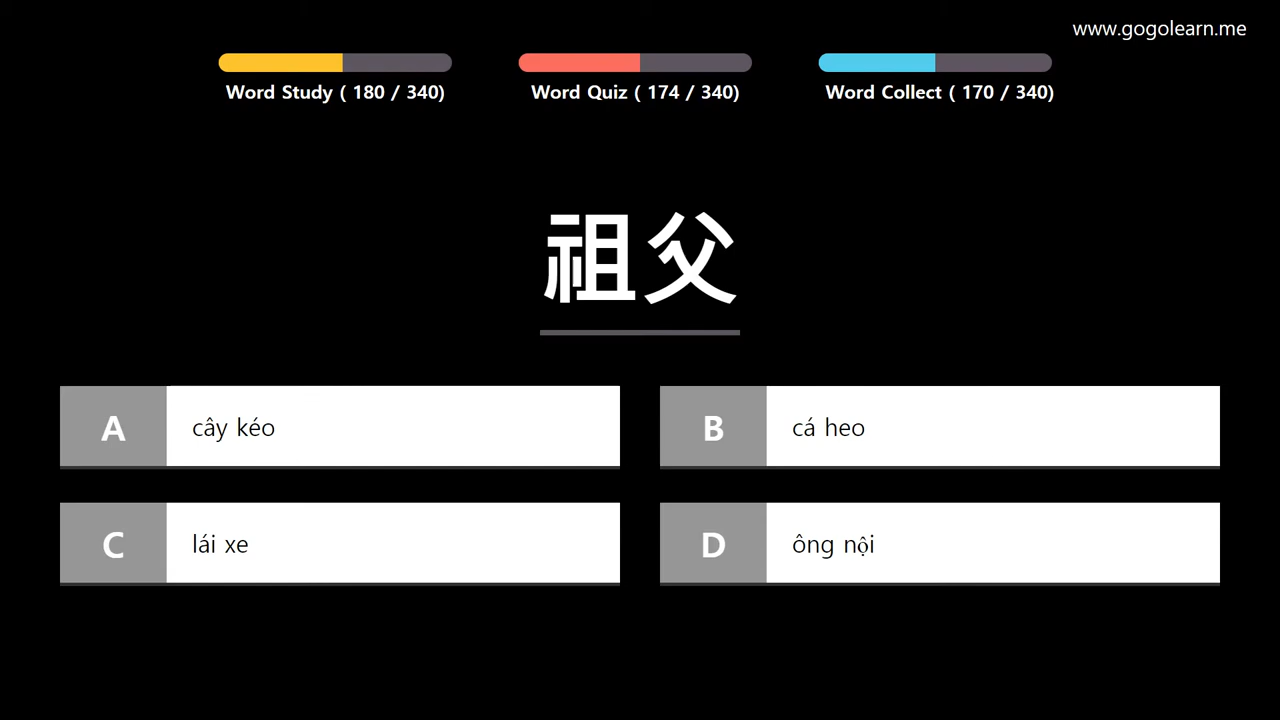 www.gogolearn.me
Word Study ( 180 / 340)
Word Quiz ( 174 / 340)
Word Collect ( 170 / 340)
祖父
A cây kéo
B cá heo
C lái xe
D ông nội